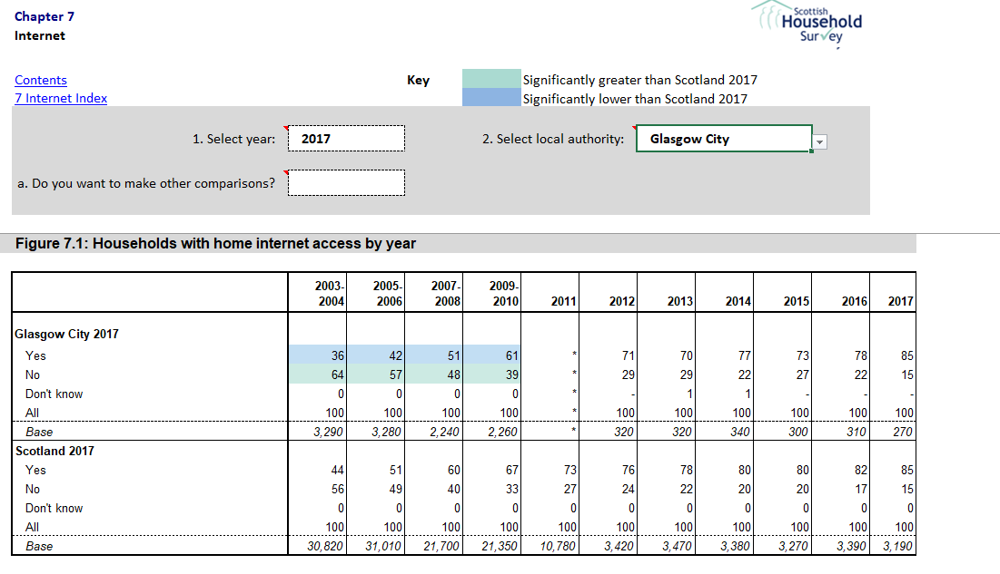 Chapter 7
Internet
Scottish
Household
Survey
Contents
7 Internet Index
Key
Significantly greater than Scotland 2017
Significantly lower than Scotland 2017
1. Select year: 2017 2. Select local authority: Glasgow City
a. Do you want to make other comparisons?
Figure 7.1: Households with home internet access by year
2003- 2005- 2007- 2009-
2004 2006 2008 2010 2011 2012 2013 2014 2015 2016 2017
Glasgow City 2017
Yes 36 42 51 61 * 71 70 77 73 78 85
No 64 57 48 39 * 29 29 22 27 22 15
Don't know 0 0 0 0 * - 1 1 - - -
All 100 100 100 100 * 100 100 100 100 100 100
Base 3,290 3,280 2,240 2,260 * 320 320 340 300 310 270
Scotland 2017
Yes 44 51 60 67 73 76 78 80 80 82 85
No 56 49 40 33 27 24 22 20 20 17 15
Don't know 0 0 0 0 0 0 0 0 0 0 0
All 100 100 100 100 100 100 100 100 100 100 100
Base 30,820 31,010 21,700 21,350 10,780 3,420 3,470 3,380 3,270 3,390 3,190